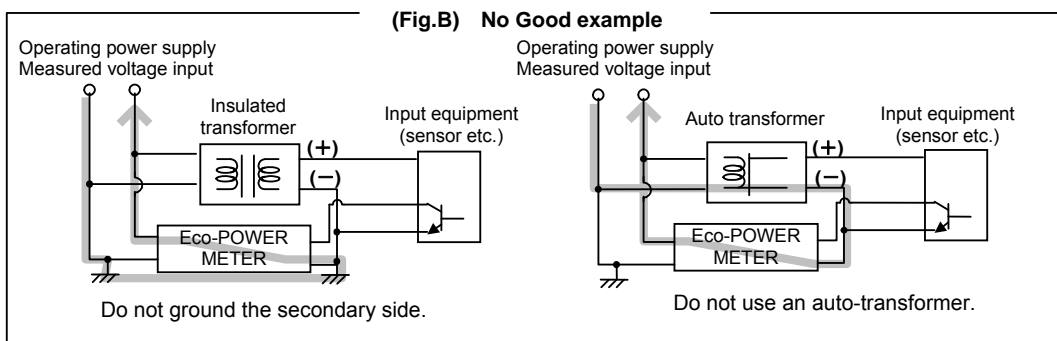 (Fig.B) No Good example
Operating power supply
Measured voltage input
Insulated
transformer
Input equipment
(sensor etc.)
(+)
(−)
Eco-POWER
METER
Do not ground the secondary side.
Operating power supply
Measured voltage input
Auto transformer
Input equipment
(sensor etc.)
(+)
(−)
Eco-POWER
METER
Do not use an auto-transformer.